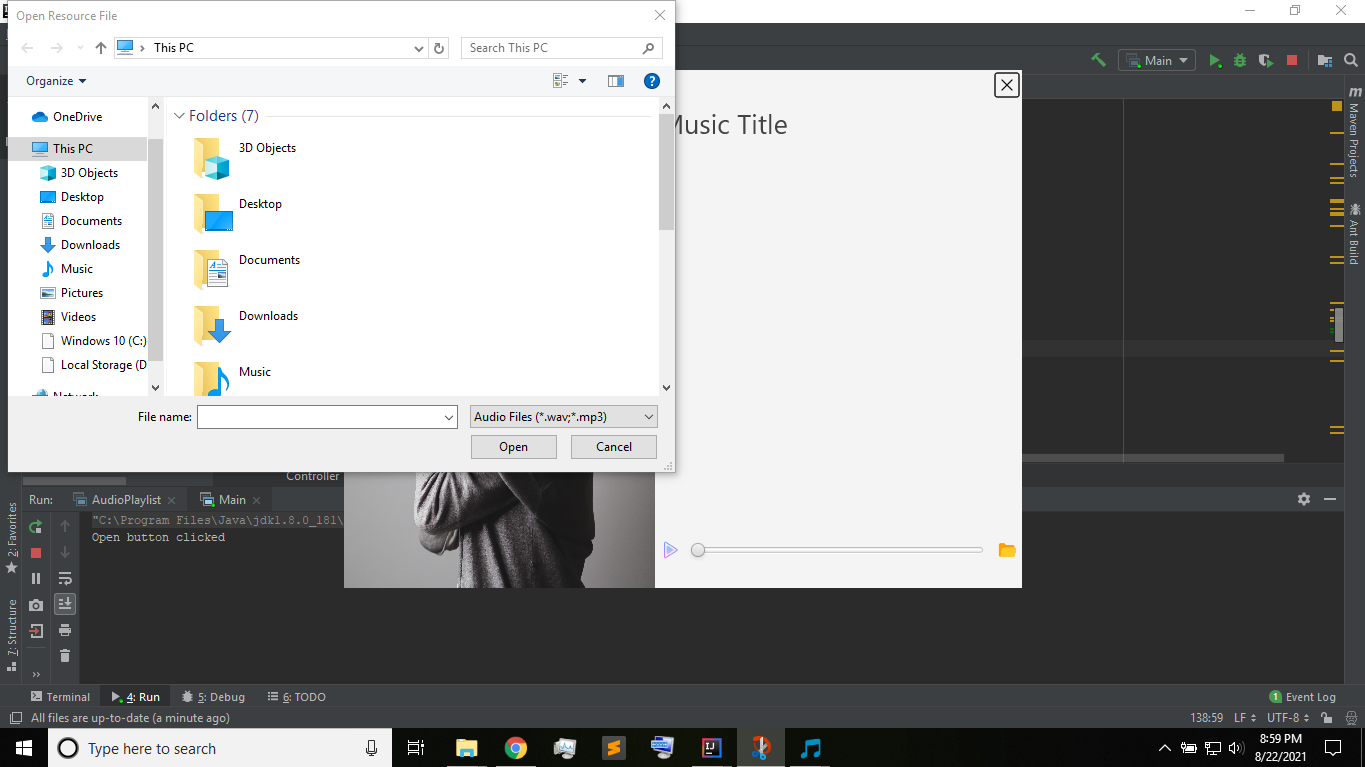 Open Resource File
This PC
Search This PC
Organize
OneDrive
This PC
3D Objects
Desktop
Documents
Downloads
Music
Pictures
Videos
Windows 10 (C:)
Local Storage (D
Network
Folders (7)
3D Objects
Desktop
Documents
Downloads
Music
File name:
Audio Files (*.wav;*.mp3)
Open
Cancel
Main
Music Title
Maven Projects
Ant Build
Controller
Run:
AudioPlaylist
Main
"C:\Program Files\Java\jdk1.8.0_181\
Open button clicked
2: Favorites
7: Structure
Terminal
4: Run
5: Debug
6: TODO
1 Event Log
All files are up-to-date (a minute ago)
138:59
LF
UTF-8
Type here to search
8:59 PM
8/22/2021